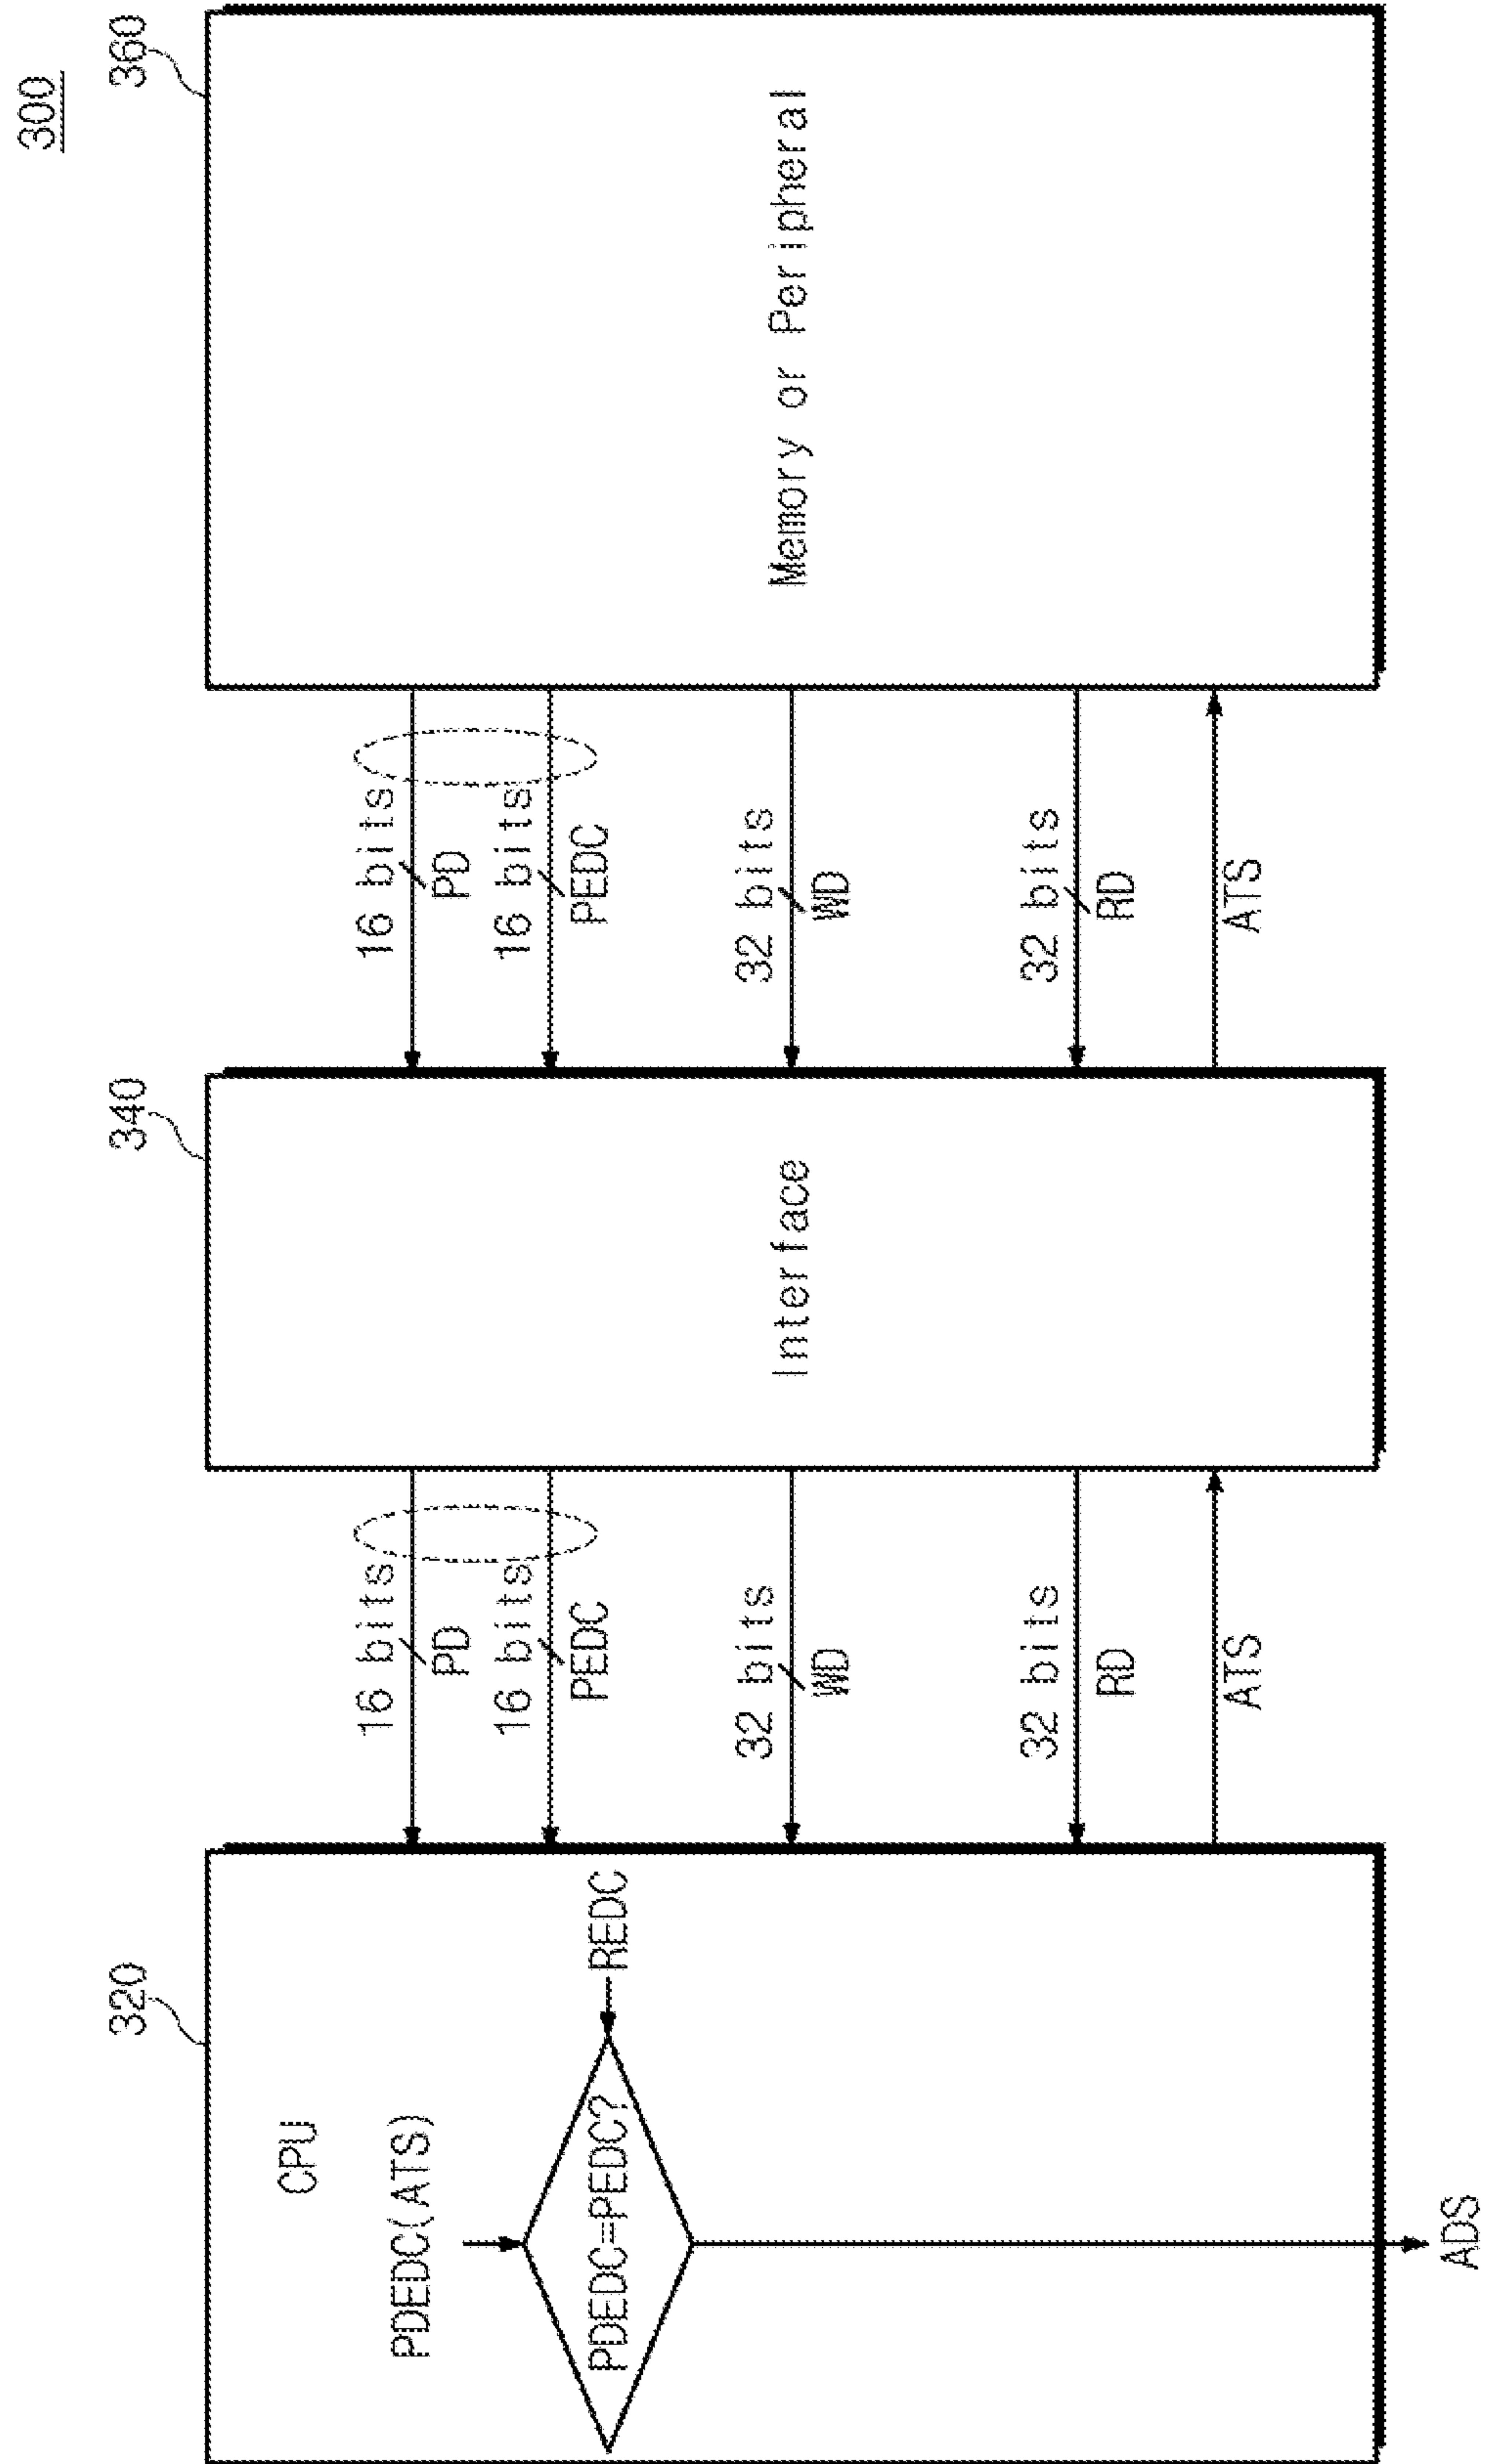 300
320
340
360
CPU
PDEDC(ATS)
PDEDC=PEDC?
REDC
ADS
16 bits
PD
16 bits
PEDC
32 bits
WD
32 bits
RD
ATS
Interface
16 bits
PD
16 bits
PEDC
32 bits
WD
32 bits
RD
ATS
Memory or Peripheral